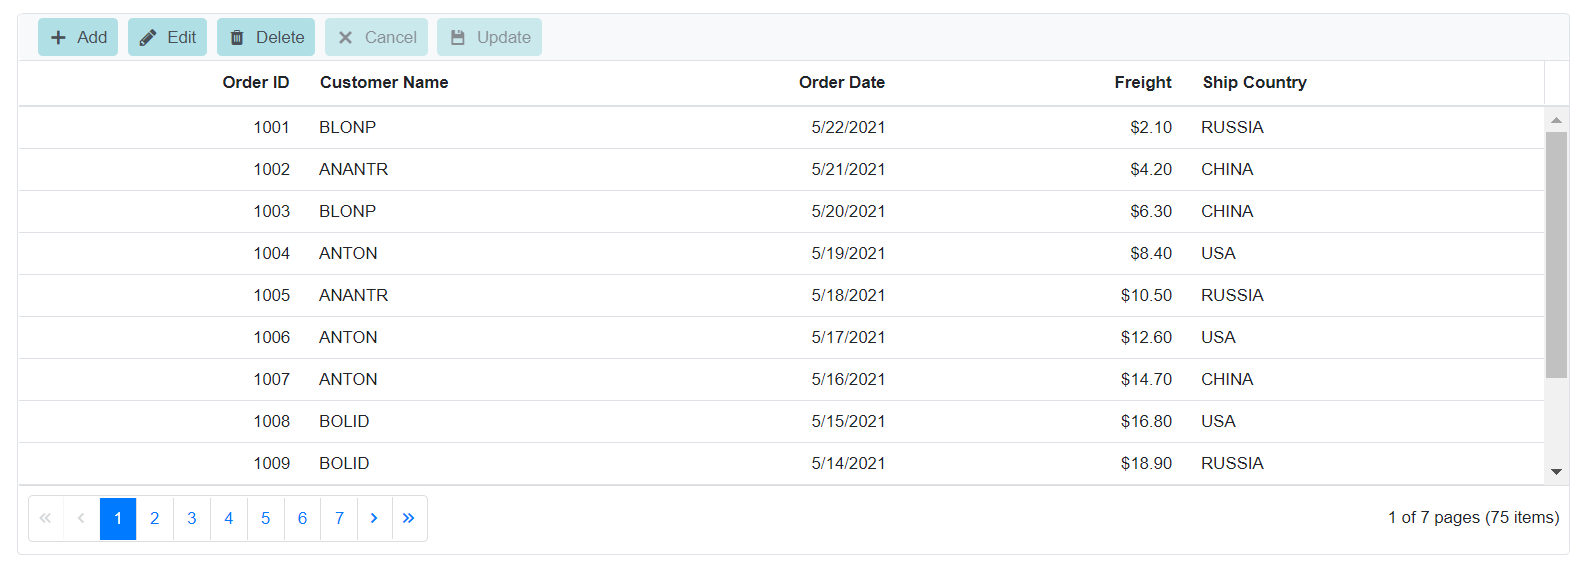 Add Edit Delete Cancel Update
Order ID Customer Name Order Date Freight Ship Country
1001 BLONP 5/22/2021 $2.10 RUSSIA
1002 ANANTR 5/21/2021 $4.20 CHINA
1003 BLONP 5/20/2021 $6.30 CHINA
1004 ANTON 5/19/2021 $8.40 USA
1005 ANANTR 5/18/2021 $10.50 RUSSIA
1006 ANTON 5/17/2021 $12.60 USA
1007 ANTON 5/16/2021 $14.70 CHINA
1008 BOLID 5/15/2021 $16.80 USA
1009 BOLID 5/14/2021 $18.90 RUSSIA
1 2 3 4 5 6 7 1 of 7 pages (75 items)